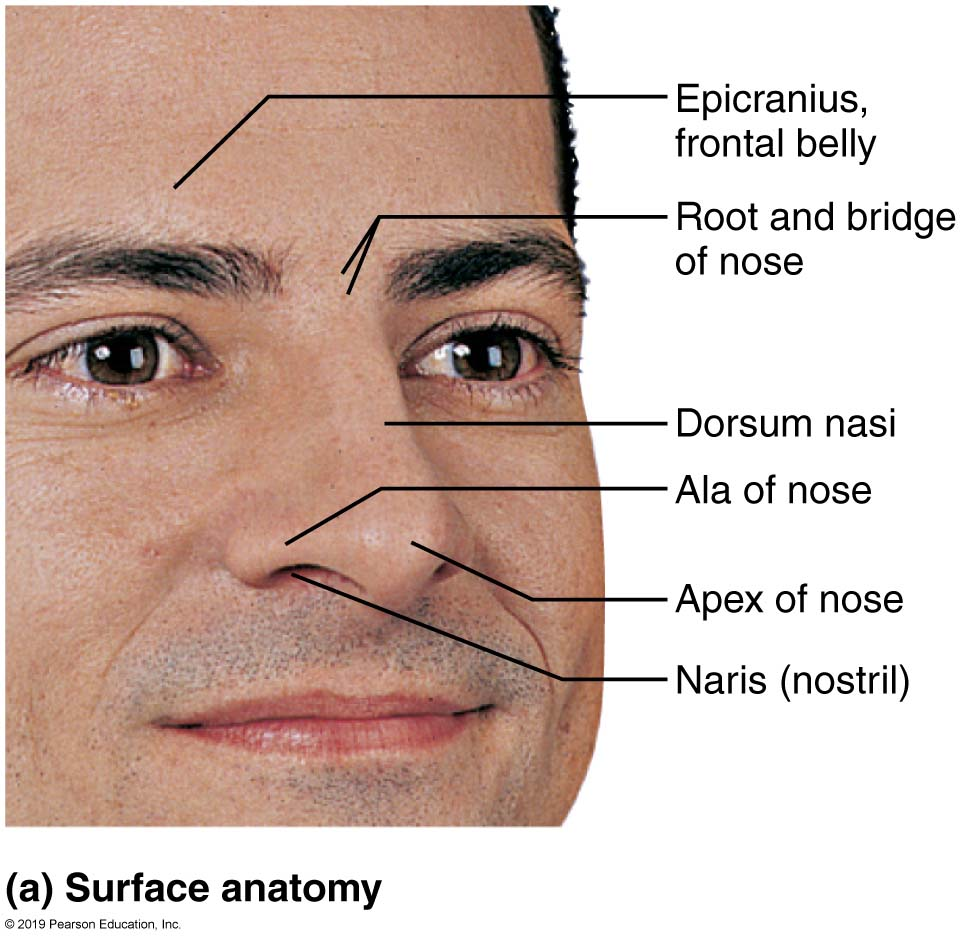 Epicranius,
frontal belly
Root and bridge
of nose
Dorsum nasi
Ala of nose
Apex of nose
Naris (nostril)
(a) Surface anatomy
© 2019 Pearson Education, Inc.